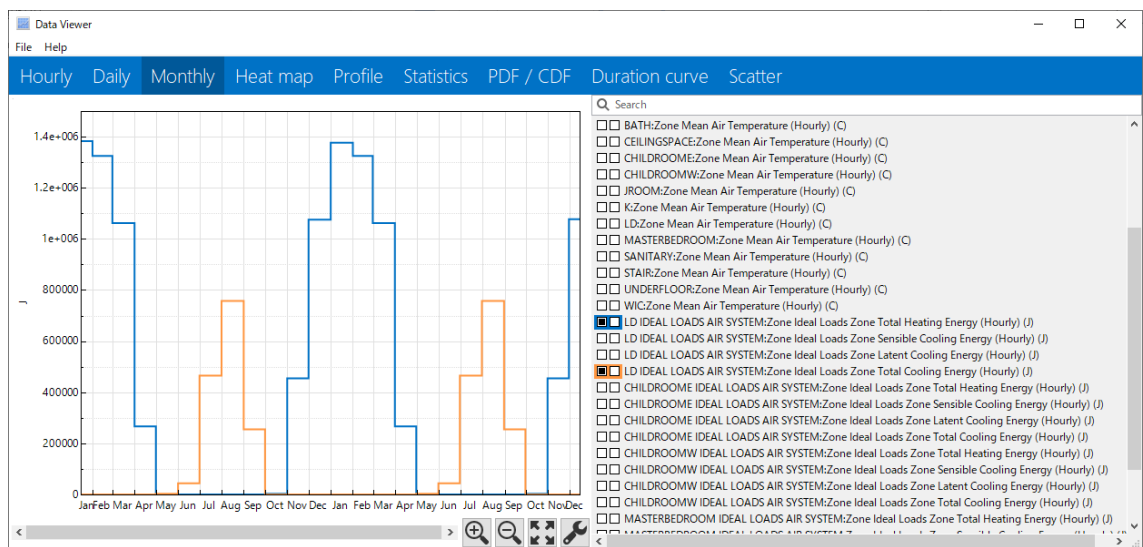 Data Viewer
File Help
Hourly Daily Monthly Heat map Profile Statistics PDF / CDF Duration curve Scatter
Search
1.4e+006
1.2e+006
1e+006
800000
600000
400000
200000
0
J
JanFeb Mar Apr May Jun Jul Aug Sep Oct Nov Dec Jan Feb Mar Apr May Jun Jul Aug Sep Oct NovDec
BATH:Zone Mean Air Temperature (Hourly) (C)
CEILINGSPACE:Zone Mean Air Temperature (Hourly) (C)
CHILDROOME:Zone Mean Air Temperature (Hourly) (C)
CHILDROOMW:Zone Mean Air Temperature (Hourly) (C)
JROOM:Zone Mean Air Temperature (Hourly) (C)
K:Zone Mean Air Temperature (Hourly) (C)
LD:Zone Mean Air Temperature (Hourly) (C)
MASTERBEDROOM:Zone Mean Air Temperature (Hourly) (C)
SANITARY:Zone Mean Air Temperature (Hourly) (C)
STAIR:Zone Mean Air Temperature (Hourly) (C)
UNDERFLOOR:Zone Mean Air Temperature (Hourly) (C)
WIC:Zone Mean Air Temperature (Hourly) (C)
LD IDEAL LOADS AIR SYSTEM:Zone Ideal Loads Zone Total Heating Energy (Hourly) (J)
LD IDEAL LOADS AIR SYSTEM:Zone Ideal Loads Zone Sensible Cooling Energy (Hourly) (J)
LD IDEAL LOADS AIR SYSTEM:Zone Ideal Loads Zone Latent Cooling Energy (Hourly) (J)
LD IDEAL LOADS AIR SYSTEM:Zone Ideal Loads Zone Total Cooling Energy (Hourly) (J)
CHILDROOME IDEAL LOADS AIR SYSTEM:Zone Ideal Loads Zone Total Heating Energy (Hourly) (J)
CHILDROOME IDEAL LOADS AIR SYSTEM:Zone Ideal Loads Zone Sensible Cooling Energy (Hourly) (J)
CHILDROOME IDEAL LOADS AIR SYSTEM:Zone Ideal Loads Zone Latent Cooling Energy (Hourly) (J)
CHILDROOME IDEAL LOADS AIR SYSTEM:Zone Ideal Loads Zone Total Cooling Energy (Hourly) (J)
CHILDROOMW IDEAL LOADS AIR SYSTEM:Zone Ideal Loads Zone Total Heating Energy (Hourly) (J)
CHILDROOMW IDEAL LOADS AIR SYSTEM:Zone Ideal Loads Zone Sensible Cooling Energy (Hourly) (J)
CHILDROOMW IDEAL LOADS AIR SYSTEM:Zone Ideal Loads Zone Latent Cooling Energy (Hourly) (J)
CHILDROOMW IDEAL LOADS AIR SYSTEM:Zone Ideal Loads Zone Total Cooling Energy (Hourly) (J)
MASTERBEDROOM IDEAL LOADS AIR SYSTEM:Zone Ideal Loads Zone Total Heating Energy (Hourly) (J)